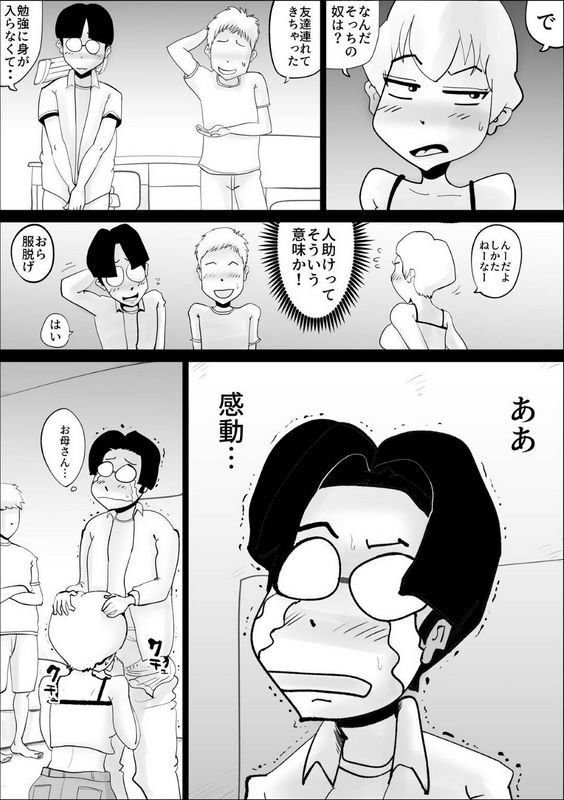 で
なんだ
そっちの
奴は？
友達連れて
きちゃった
勉強に身が
入らなくて・・
んーだよ
しかた
ねーなー
人助けって
そういう
意味か！
おら
服脱げ
はい
ああ
感動…
お母さん…
クチュ
クチュ